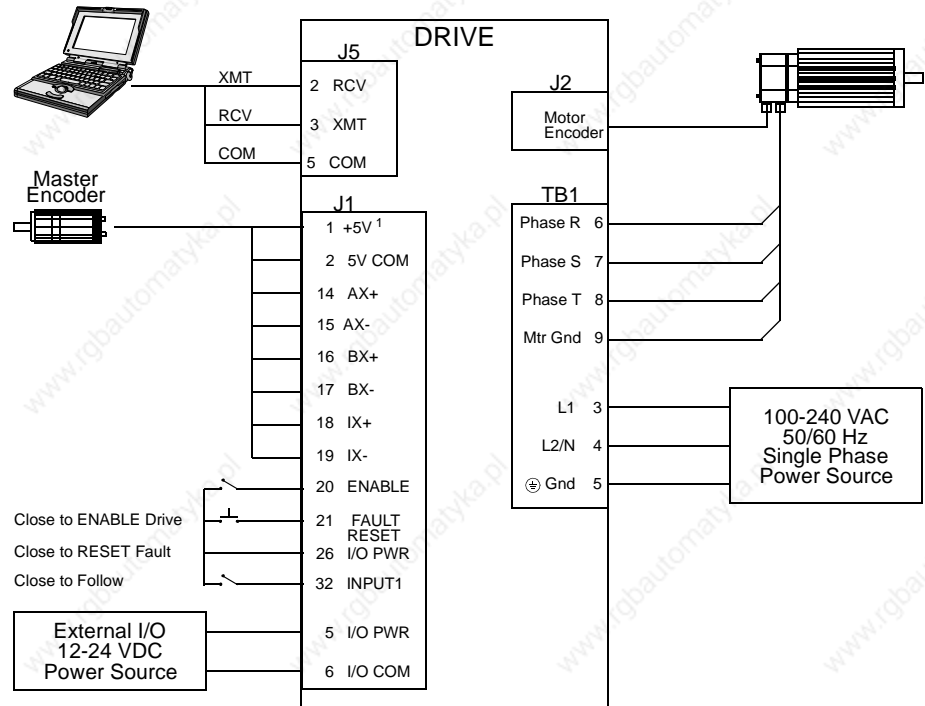 DRIVE
J5
XMT
2 RCV
RCV
3 XMT
COM
5 COM
J2
Motor
Encoder
Master
Encoder
J1
1 +5V 1
2 5V COM
14 AX+
15 AX-
16 BX+
17 BX-
18 IX+
19 IX-
20 ENABLE
21 FAULT
RESET
26 I/O PWR
32 INPUT1
5 I/O PWR
6 I/O COM
Close to ENABLE Drive
Close to RESET Fault
Close to Follow
External I/O
12-24 VDC
Power Source
TB1
Phase R 6
Phase S 7
Phase T 8
Mtr Gnd 9
L1 3
L2/N 4
Gnd 5
100-240 VAC
50/60 Hz
Single Phase
Power Source
www.rgbautomatyka.pl